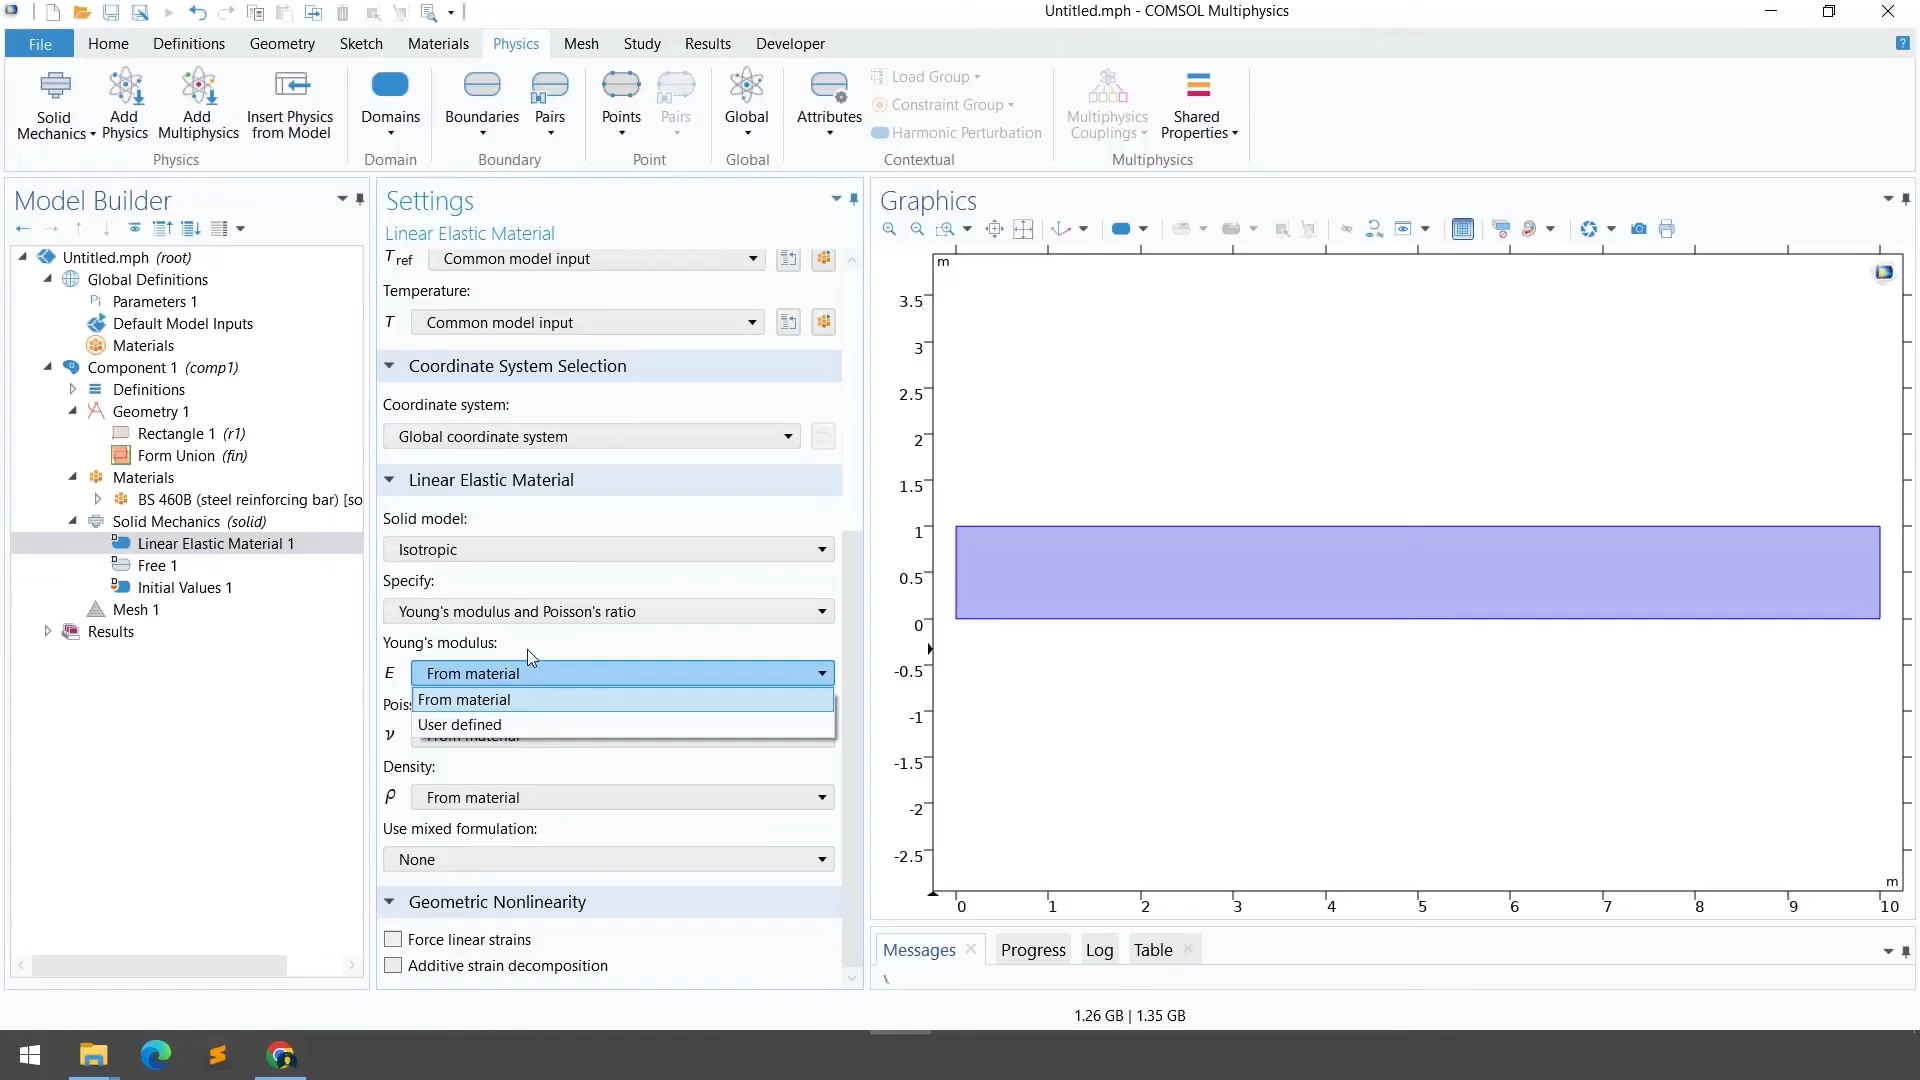 Untitled.mph - COMSOL Multiphysics
File Home Definitions Geometry Sketch Materials Physics Mesh Study Results Developer
Solid Mechanics
Add Physics
Add Multiphysics
Insert Physics from Model
Domains
Boundaries
Pairs
Points
Pairs
Global
Attributes
Load Group
Constraint Group
Harmonic Perturbation
Multiphysics Couplings
Shared Properties
Physics Domain Boundary Point Global Contextual Multiphysics
Model Builder
Untitled.mph (root)
Global Definitions
Pi Parameters 1
Default Model Inputs
Materials
Component 1 (comp1)
Definitions
Geometry 1
Rectangle 1 (r1)
Form Union (fin)
Materials
BS 460B (steel reinforcing bar) [so
Solid Mechanics (solid)
Linear Elastic Material 1
Free 1
Initial Values 1
Mesh 1
Results
Settings
Linear Elastic Material
T ref Common model input
Temperature:
T Common model input
Coordinate System Selection
Coordinate system:
Global coordinate system
Linear Elastic Material
Solid model:
Isotropic
Specify:
Young's modulus and Poisson's ratio
Young's modulus:
E From material
From material
User defined
Poiss
ν From material
Density:
ρ From material
Use mixed formulation:
None
Geometric Nonlinearity
Force linear strains
Additive strain decomposition
Graphics
m
3.5
3
2.5
2
1.5
1
0.5
0
-0.5
-1
-1.5
-2
-2.5
m
0 1 2 3 4 5 6 7 8 9 10
Messages Progress Log Table
1.26 GB | 1.35 GB